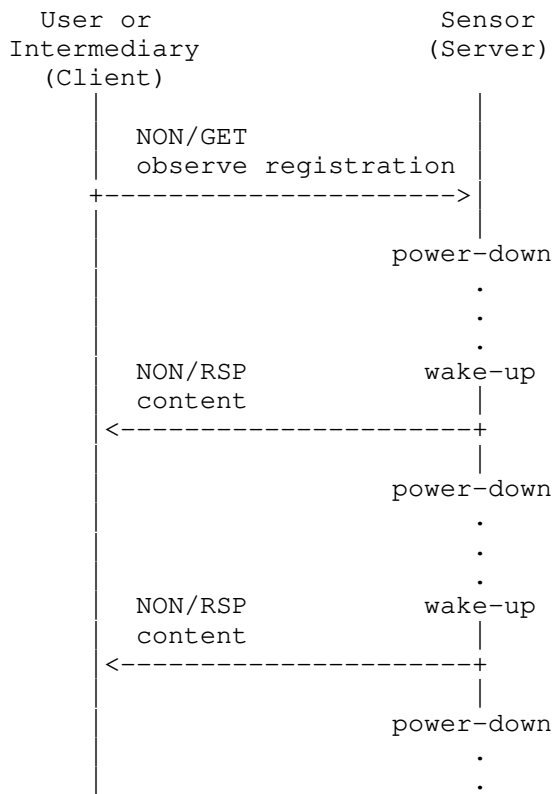 User or Sensor
Intermediary (Server)
(Client)
NON/GET
observe registration
power-down
NON/RSP wake-up
content
power-down
NON/RSP wake-up
content
power-down